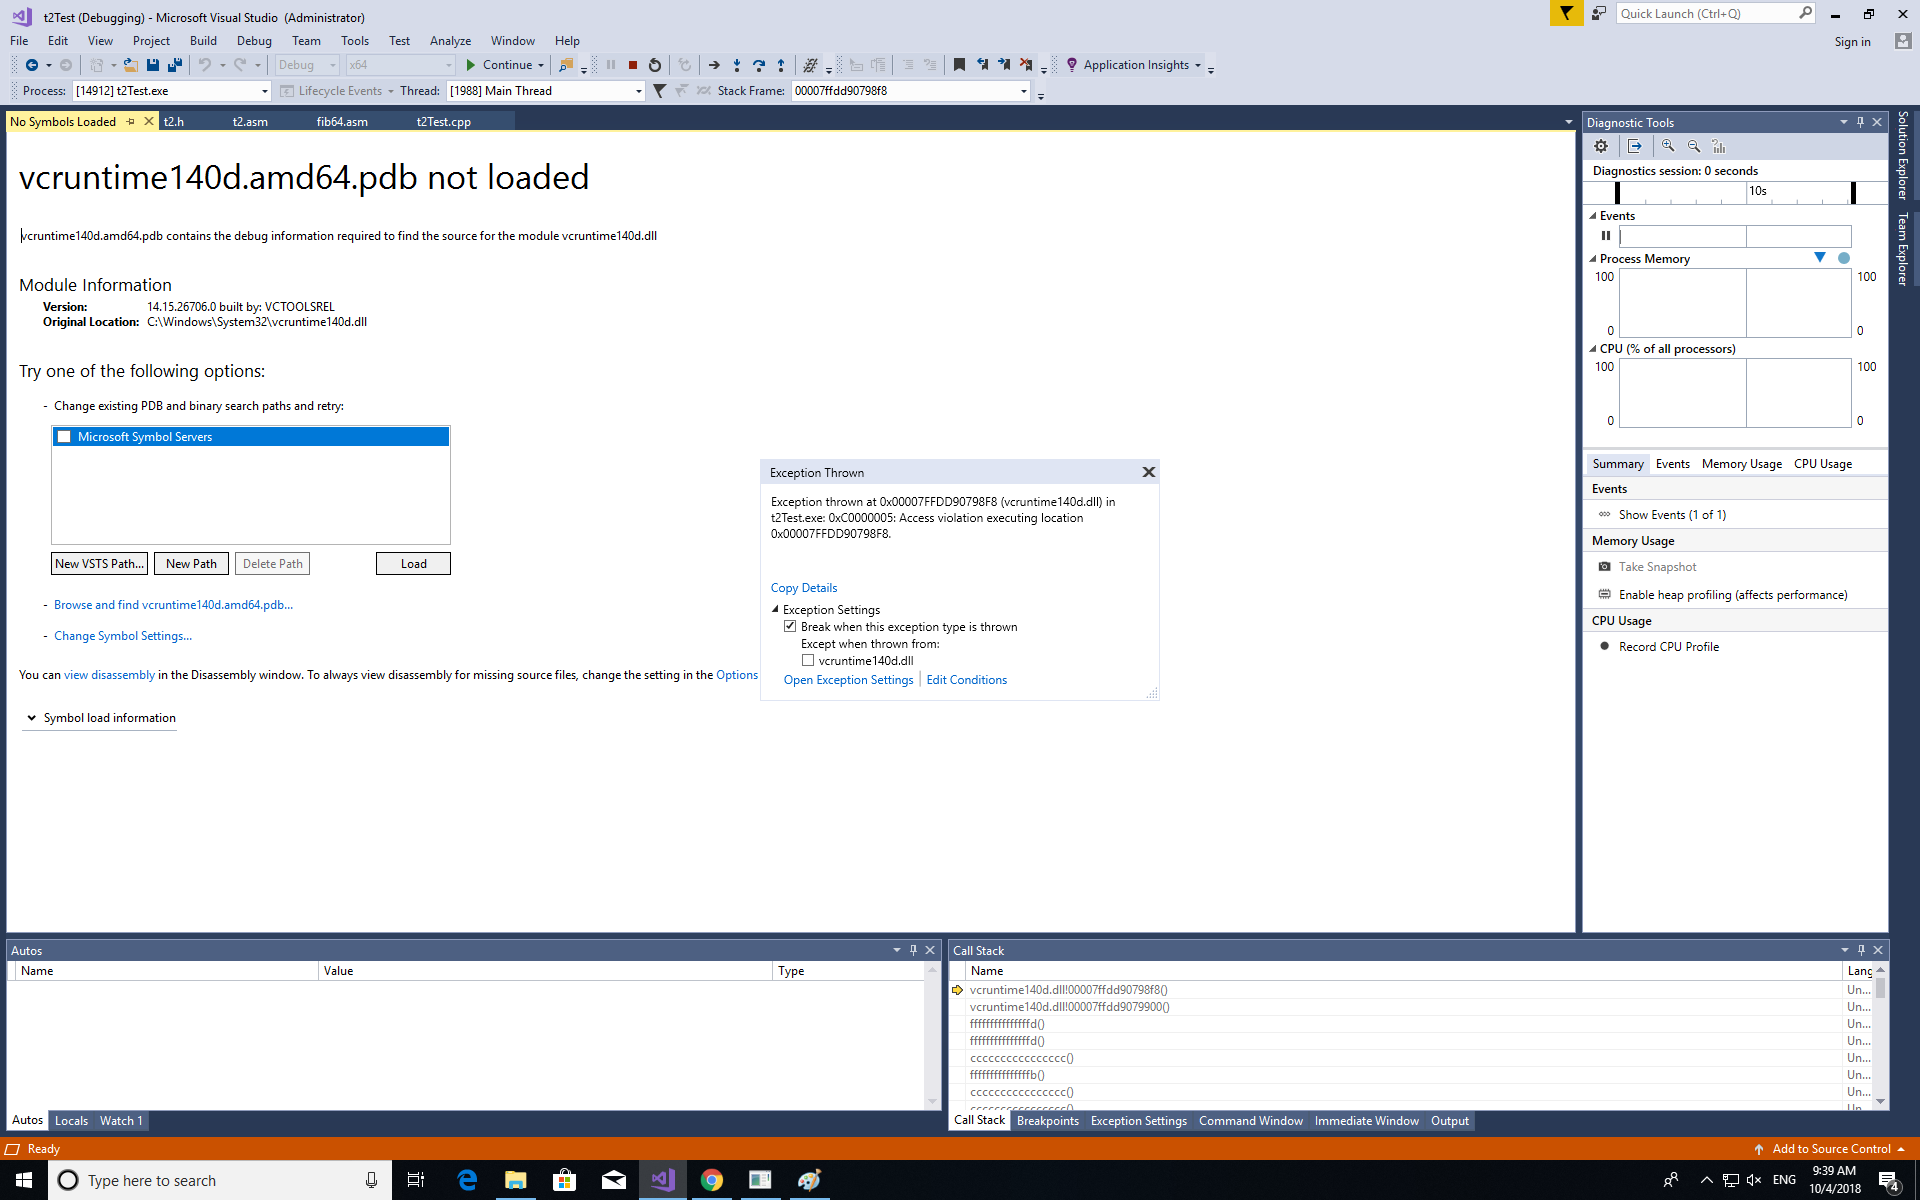 t2Test (Debugging) - Microsoft Visual Studio (Administrator)
Quick Launch (Ctrl+Q)
File Edit View Project Build Debug Team Tools Test Analyze Window Help
Sign in
Debug x64 Continue Application Insights
Process: [14912] t2Test.exe Lifecycle Events Thread: [1988] Main Thread Stack Frame: 00007ffdd90798f8
No Symbols Loaded t2.h t2.asm fib64.asm t2Test.cpp
vcruntime140d.amd64.pdb not loaded
vcruntime140d.amd64.pdb contains the debug information required to find the source for the module vcruntime140d.dll
Module Information
Version: 14.15.26706.0 built by: VCTOOLSREL
Original Location: C:\Windows\System32\vcruntime140d.dll
Try one of the following options:
- Change existing PDB and binary search paths and retry:
Microsoft Symbol Servers
New VSTS Path... New Path Delete Path Load
- Browse and find vcruntime140d.amd64.pdb...
- Change Symbol Settings...
You can view disassembly in the Disassembly window. To always view disassembly for missing source files, change the setting in the Options
Symbol load information
Exception Thrown
Exception thrown at 0x00007FFDD90798F8 (vcruntime140d.dll) in
t2Test.exe: 0xC0000005: Access violation executing location
0x00007FFDD90798F8.
Copy Details
Exception Settings
Break when this exception type is thrown
Except when thrown from:
vcruntime140d.dll
Open Exception Settings Edit Conditions
Diagnostic Tools
Diagnostics session: 0 seconds
10s
Events
Process Memory
100 100
0 0
CPU (% of all processors)
100 100
0 0
Summary Events Memory Usage CPU Usage
Events
Show Events (1 of 1)
Memory Usage
Take Snapshot
Enable heap profiling (affects performance)
CPU Usage
Record CPU Profile
Solution Explorer
Team Explorer
Autos
Name Value Type
Autos Locals Watch 1
Call Stack
Name Lang
vcruntime140d.dll!00007ffdd90798f8() Un...
vcruntime140d.dll!00007ffdd9079900() Un...
fffffffffffffffd() Un...
fffffffffffffffd() Un...
cccccccccccccccc() Un...
fffffffffffffffb() Un...
cccccccccccccccc() Un...
cccccccccccccccc() Un...
Call Stack Breakpoints Exception Settings Command Window Immediate Window Output
Ready
Add to Source Control
Type here to search
ENG
9:39 AM
10/4/2018
4